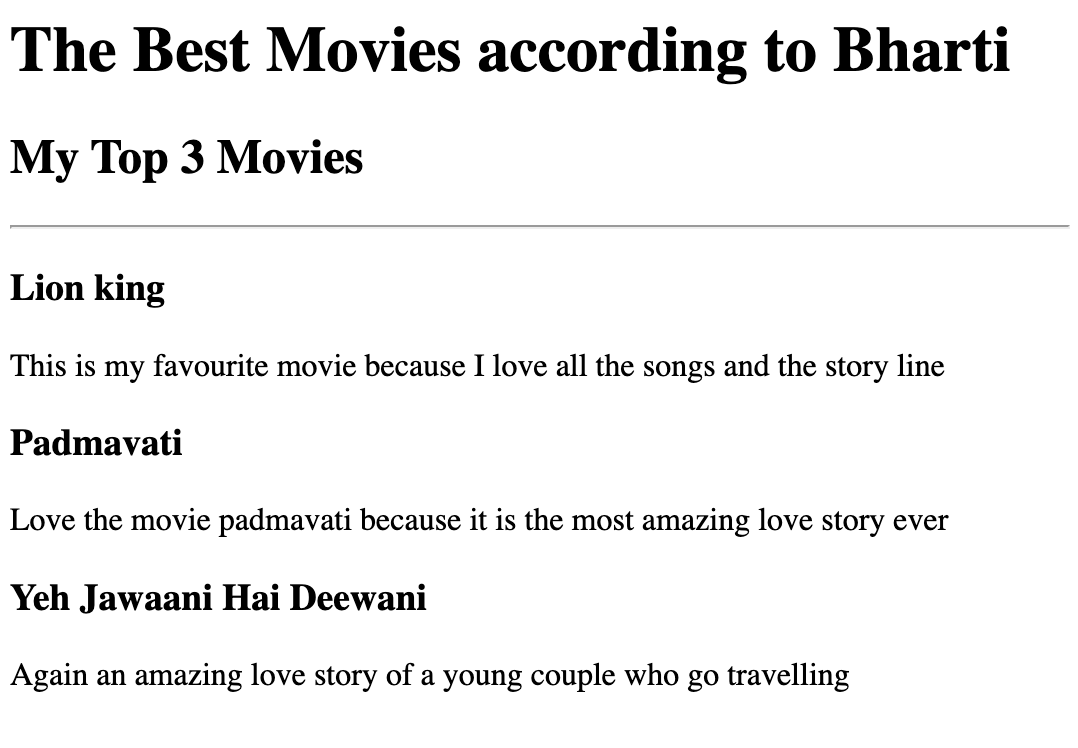 The Best Movies according to Bharti
My Top 3 Movies
Lion king
This is my favourite movie because I love all the songs and the story line
Padmavati
Love the movie padmavati because it is the most amazing love story ever
Yeh Jawaani Hai Deewani
Again an amazing love story of a young couple who go travelling